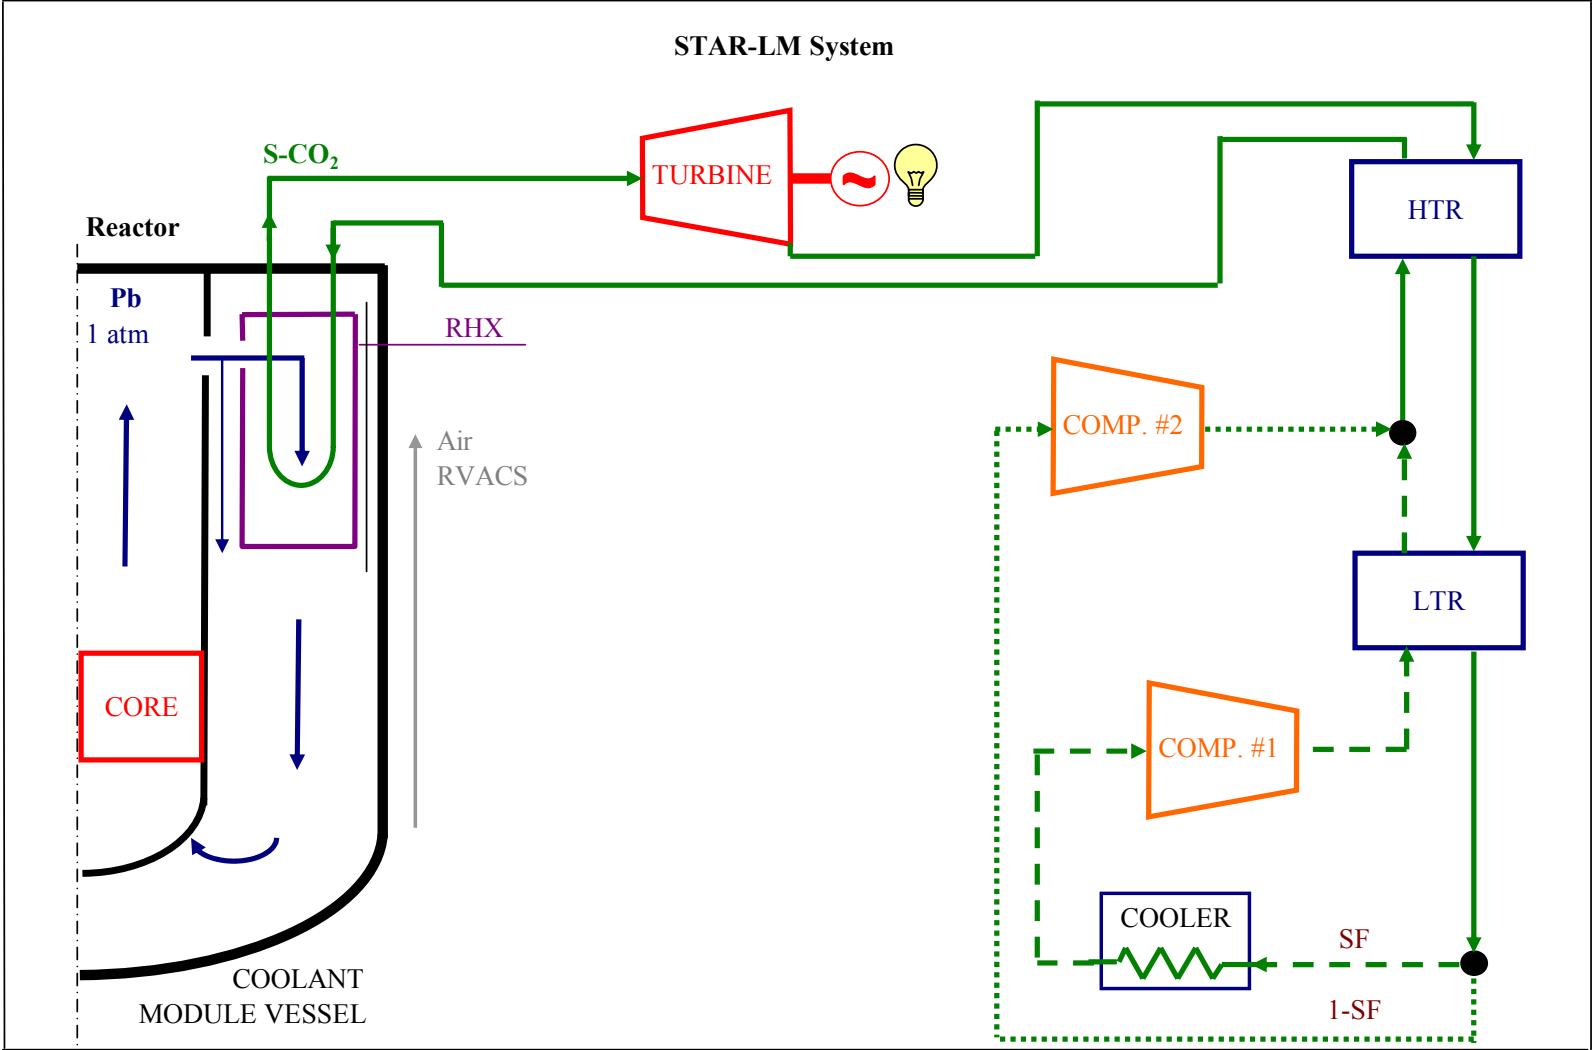 STAR-LM System
S-CO₂
TURBINE
~
HTR
Reactor
Pb
1 atm
RHX
Air
RVACS
COMP. #2
LTR
CORE
COMP. #1
COOLER
SF
1-SF
COOLANT
MODULE VESSEL